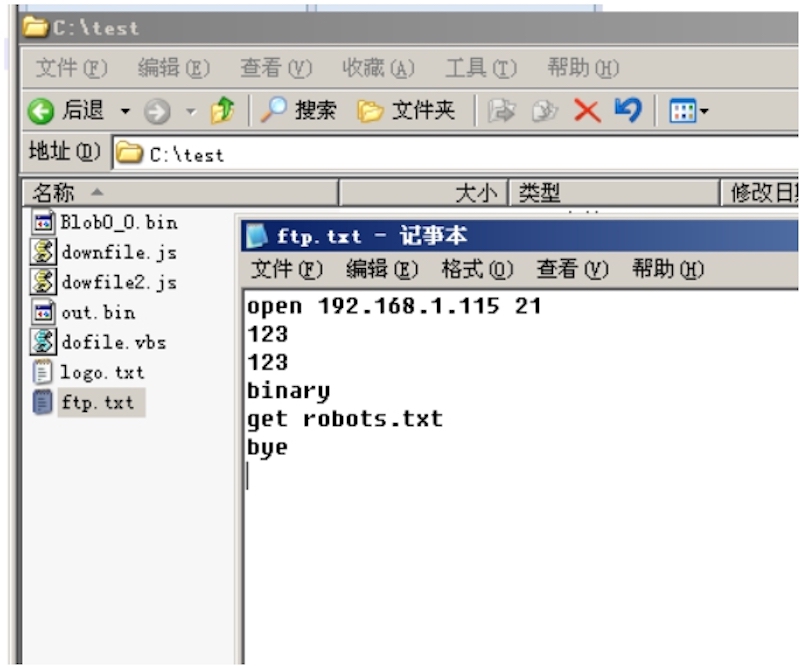 C:\test
文件(F) 编辑(E) 查看(V) 收藏(A) 工具(T) 帮助(H)
后退 搜索 文件夹
地址(D) C:\test
名称 大小 类型 修改日期
Blob0_0.bin
downfile.js
dowfile2.js
out.bin
dofile.vbs
logo.txt
ftp.txt
ftp.txt - 记事本
文件(F) 编辑(E) 格式(O) 查看(V) 帮助(H)
open 192.168.1.115 21
123
123
binary
get robots.txt
bye